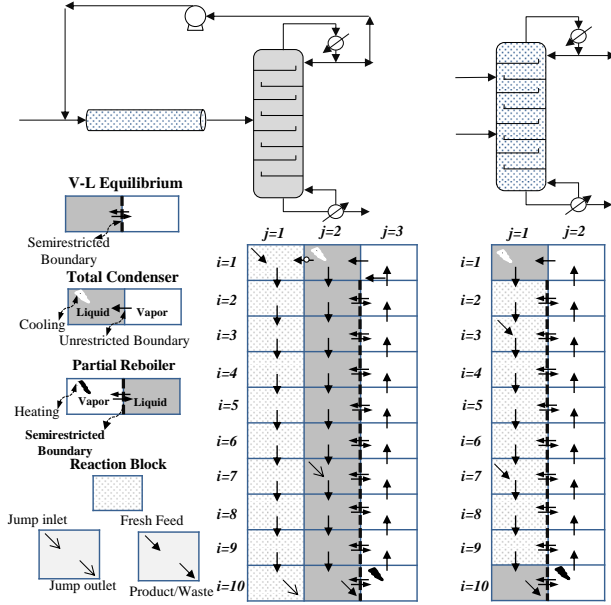 V-L Equilibrium
Semirestricted
Boundary
Total Condenser
Liquid Vapor
Cooling
Unrestricted Boundary
Partial Reboiler
Heating
Vapor Liquid
Semirestricted
Boundary
Reaction Block
Jump inlet Fresh Feed
Jump outlet Product/Waste
j=1 j=2 j=3
i=1
i=2
i=3
i=4
i=5
i=6
i=7
i=8
i=9
i=10
j=1 j=2
i=1
i=2
i=3
i=4
i=5
i=6
i=7
i=8
i=9
i=10